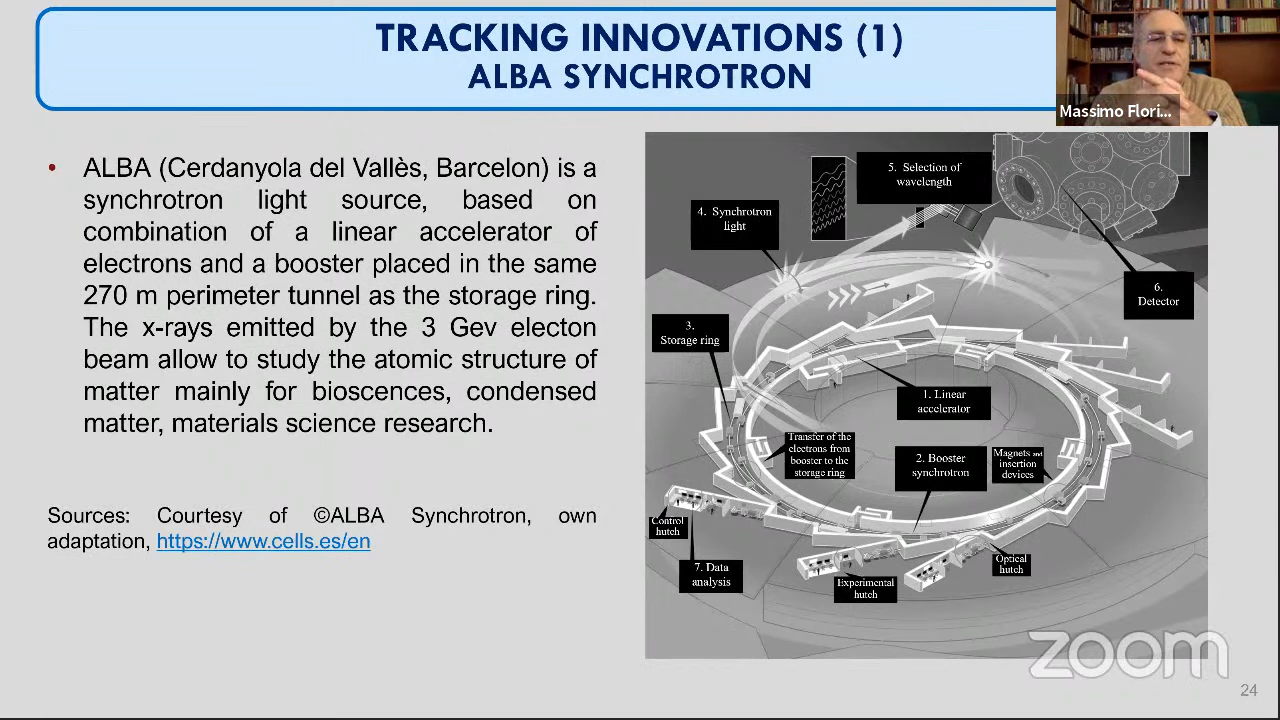 TRACKING INNOVATIONS (1)
ALBA SYNCHROTRON
Massimo Flori...
• ALBA (Cerdanyola del Vallès, Barcelon) is a
synchrotron light source, based on
combination of a linear accelerator of
electrons and a booster placed in the same
270 m perimeter tunnel as the storage ring.
The x-rays emitted by the 3 Gev electon
beam allow to study the atomic structure of
matter mainly for bioscences, condensed
matter, materials science research.
Sources: Courtesy of ©ALBA Synchrotron, own
adaptation, https://www.cells.es/en
5. Selection of
wavelength
4. Synchrotron
light
6.
Detector
3.
Storage ring
1. Linear
accelerator
Transfer of the
electrons from
booster to the
storage ring
2. Booster
synchrotron
Magnets and
insertion
devices
Control
hutch
7. Data
analysis
Experimental
hutch
Optical
hutch
zoom
24